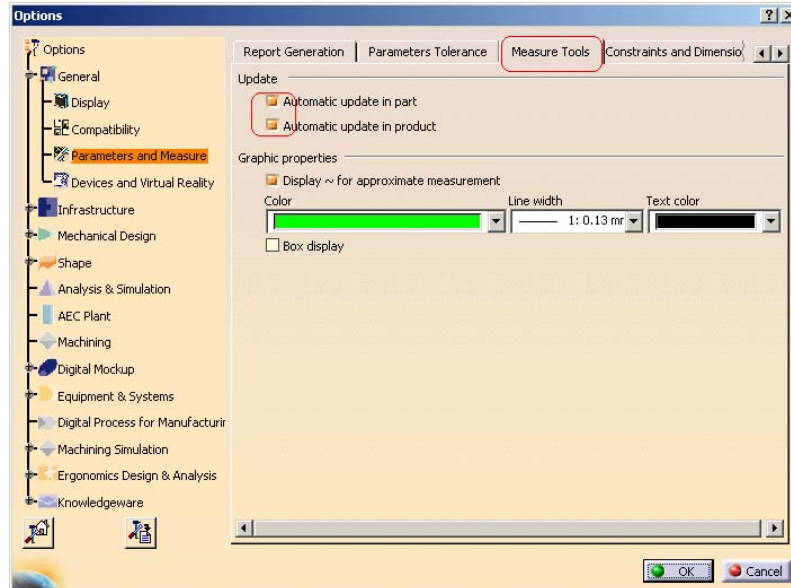 Options
Options
General
Display
Compatibility
Parameters and Measure
Devices and Virtual Reality
Infrastructure
Mechanical Design
Shape
Analysis & Simulation
AEC Plant
Machining
Digital Mockup
Equipment & Systems
Digital Process for Manufacturin
Machining Simulation
Ergonomics Design & Analysis
Knowledgeware
Report Generation Parameters Tolerance Measure Tools Constraints and Dimensio
Update
Automatic update in part
Automatic update in product
Graphic properties
Display ~ for approximate measurement
Color Line width Text color
1: 0.13 mr
Box display
OK Cancel